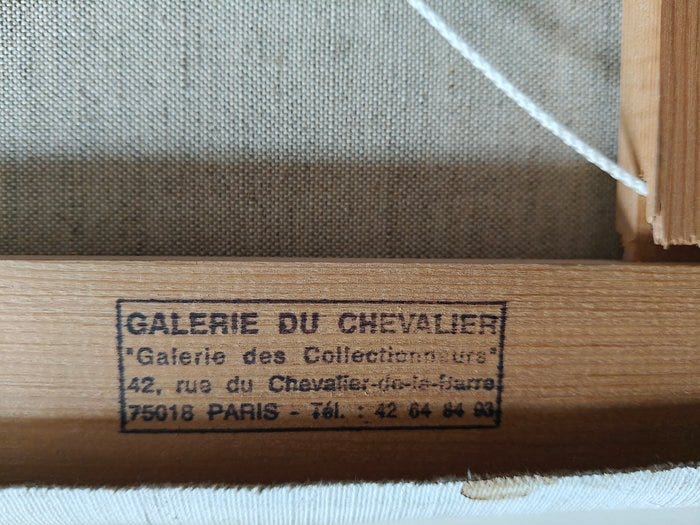 GALERIE DU CHEVALIER
"Galerie des Collectionneurs"
42, rue du Chevalier-de-la-Barre
75018 PARIS - Tél. : 42 64 84 93